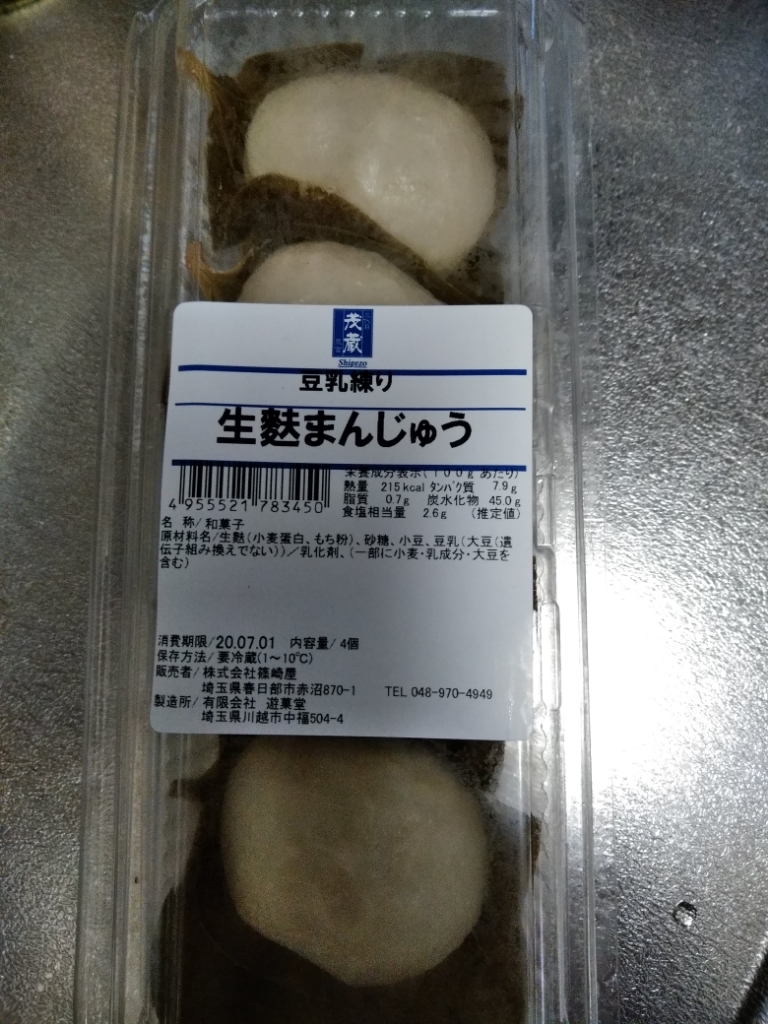 茂蔵
Shigezo
豆乳練り
生麩まんじゅう
栄養成分表示(100gあたり)
熱量 215kcal タンパク質 7.9g
脂質 0.7g 炭水化物 45.0g
食塩相当量 2.6g (推定値)
4 955521 783450
名 称/和菓子
原材料名/生麩(小麦蛋白、もち粉)、砂糖、小豆、豆乳(大豆(遺
伝子組み換えでない))/乳化剤、(一部に小麦・乳成分・大豆を
含む)
消費期限/20.07.01 内容量/4個
保存方法/要冷蔵(1~10℃)
販売者/株式会社篠崎屋
埼玉県春日部市赤沼870-1 TEL 048-970-4949
製造所/有限会社 遊菓堂
埼玉県川越市中福504-4